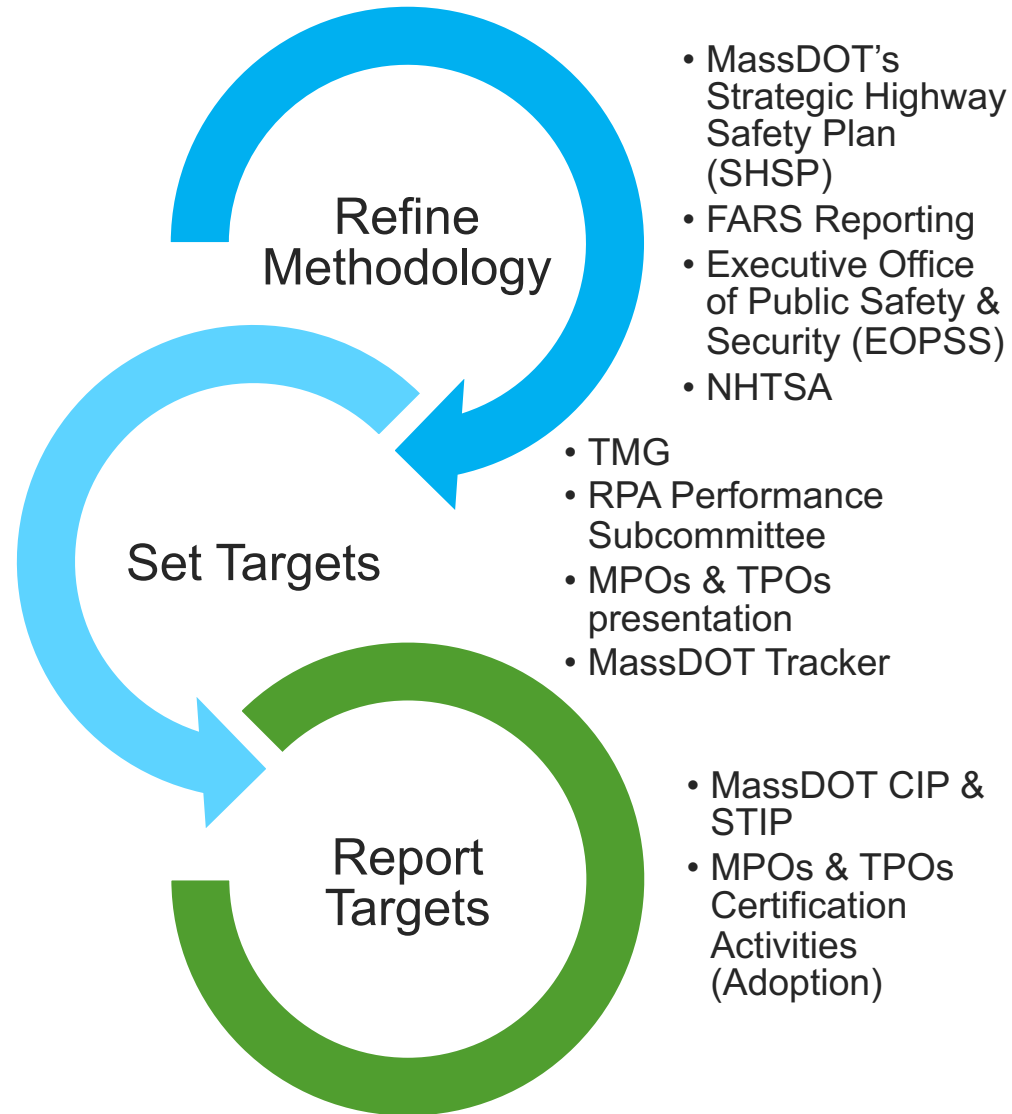 Refine
Methodology
• MassDOT’s
Strategic Highway
Safety Plan
(SHSP)
• FARS Reporting
• Executive Office
of Public Safety &
Security (EOPSS)
• NHTSA
Set Targets
• TMG
• RPA Performance
Subcommittee
• MPOs & TPOs
presentation
• MassDOT Tracker
Report
Targets
• MassDOT CIP &
STIP
• MPOs & TPOs
Certification
Activities
(Adoption)